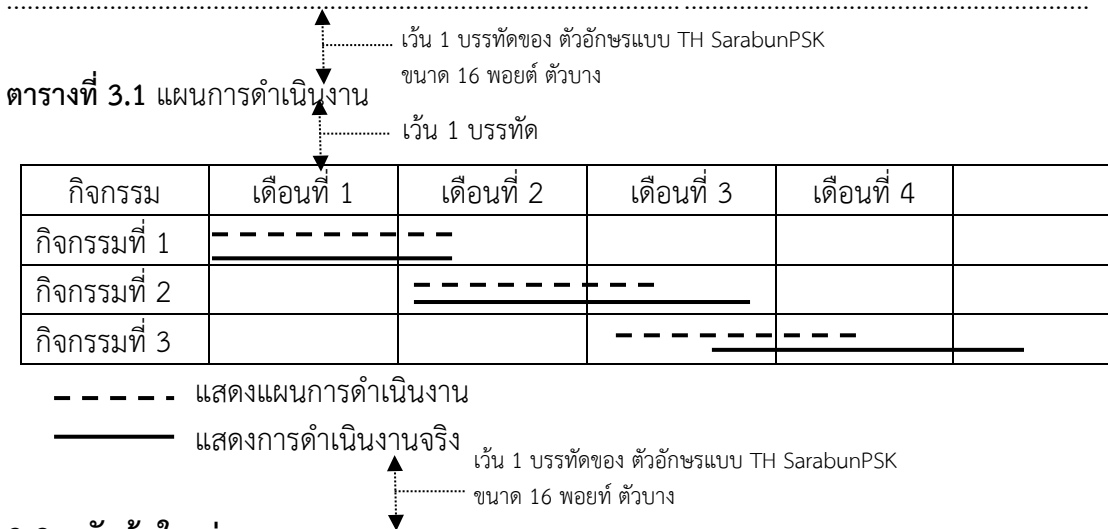 เว้น 1 บรรทัดของ ตัวอักษรแบบ TH SarabunPSK
ขนาด 16 พอยต์ ตัวบาง
ตารางที่ 3.1 แผนการดำเนินงาน
เว้น 1 บรรทัด
กิจกรรม เดือนที่ 1 เดือนที่ 2 เดือนที่ 3 เดือนที่ 4
กิจกรรมที่ 1
กิจกรรมที่ 2
กิจกรรมที่ 3
แสดงแผนการดำเนินงาน
แสดงการดำเนินงานจริง
เว้น 1 บรรทัดของ ตัวอักษรแบบ TH SarabunPSK
ขนาด 16 พอยท์ ตัวบาง